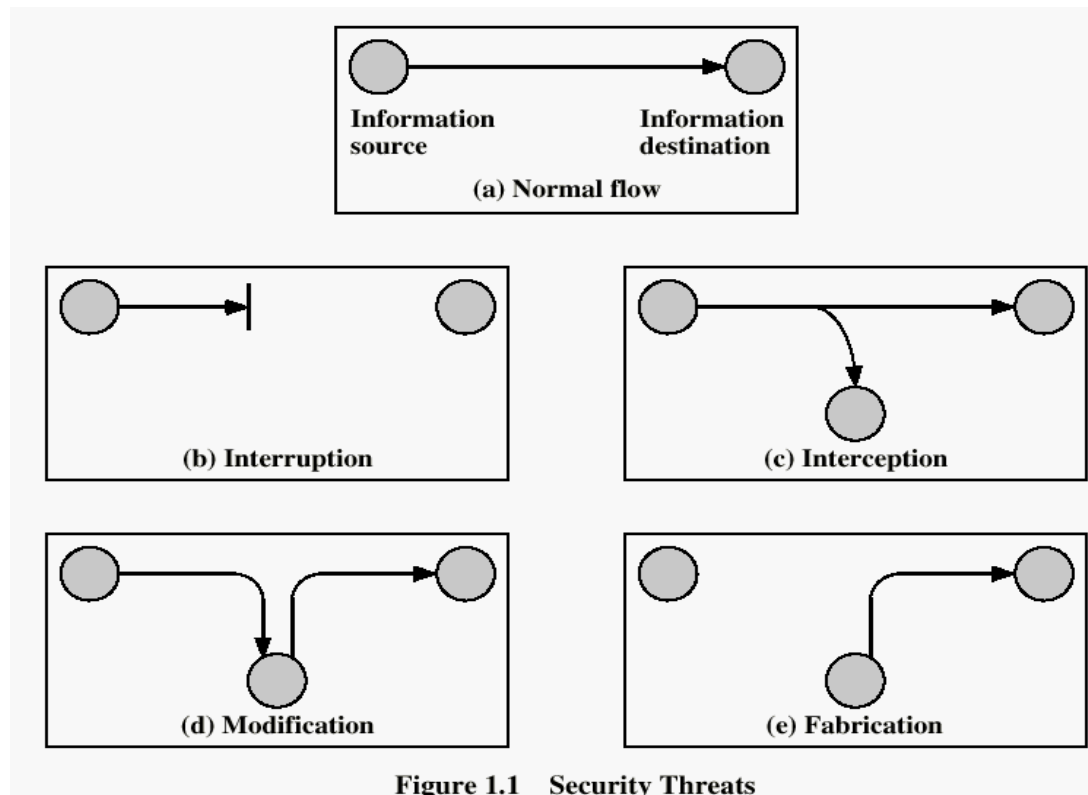 Information
source
Information
destination
(a) Normal flow
(b) Interruption
(c) Interception
(d) Modification
(e) Fabrication
Figure 1.1 Security Threats